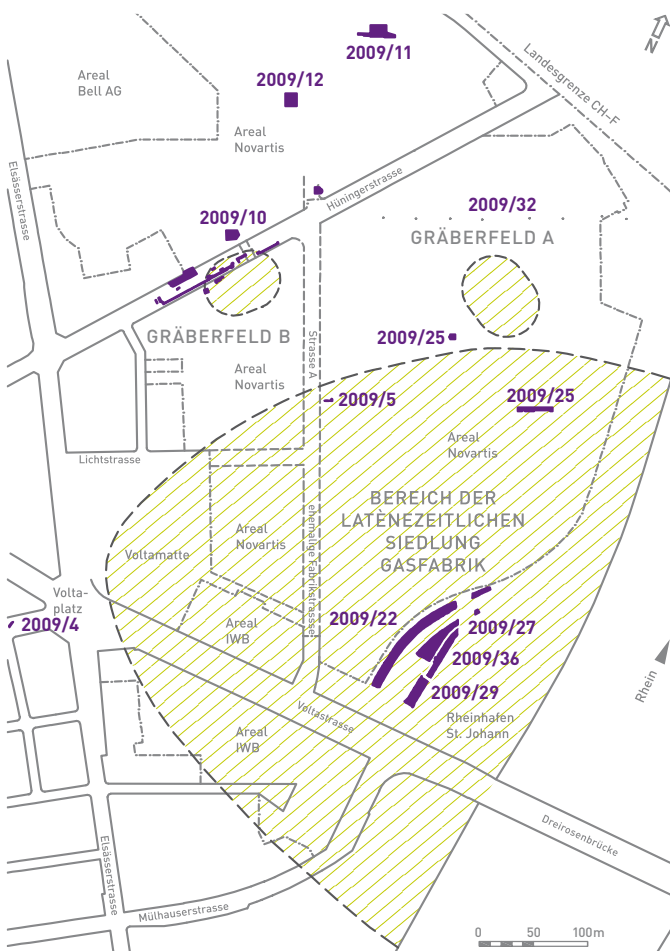 2009/11
N
Landesgrenze CH–F
Areal
Bell AG
2009/12
Areal
Novartis
Elsässerstrasse
Hüningerstrasse
2009/32
2009/10
GRÄBERFELD A
GRÄBERFELD B
Strasse A
2009/25
Areal
Novartis
2009/5
2009/25
Areal
Novartis
Lichtstrasse
BEREICH DER
LATÈNEZEITLICHEN
SIEDLUNG
GASFABRIK
ehemalige Fabrikstrassse
Areal
Novartis
Voltamatte
Volta-
platz
2009/4
Areal
IWB
2009/22
2009/27
2009/36
2009/29
Rhein
Rheinhafen
St. Johann
Voltastrasse
Areal
IWB
Dreirosenbrücke
Elsässerstrasse
Mülhauserstrasse
0 50 100m